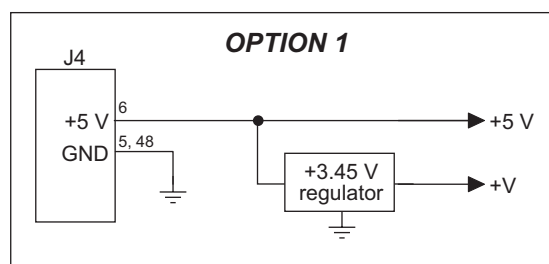 OPTION 1
J4
6
+5 V
+5 V
5, 48
GND
+3.45 V
regulator
+V